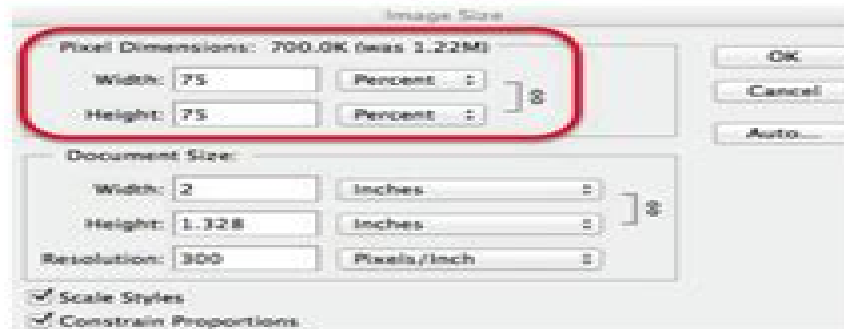 Image Size
Pixel Dimensions: 700.0K (was 1.22M)
Width: 75 Percent
Height: 75 Percent
OK
Cancel
Auto...
Document Size:
Width: 2 Inches
Height: 1.328 Inches
Resolution: 300 Pixels/Inch
Scale Styles
Constrain Proportions